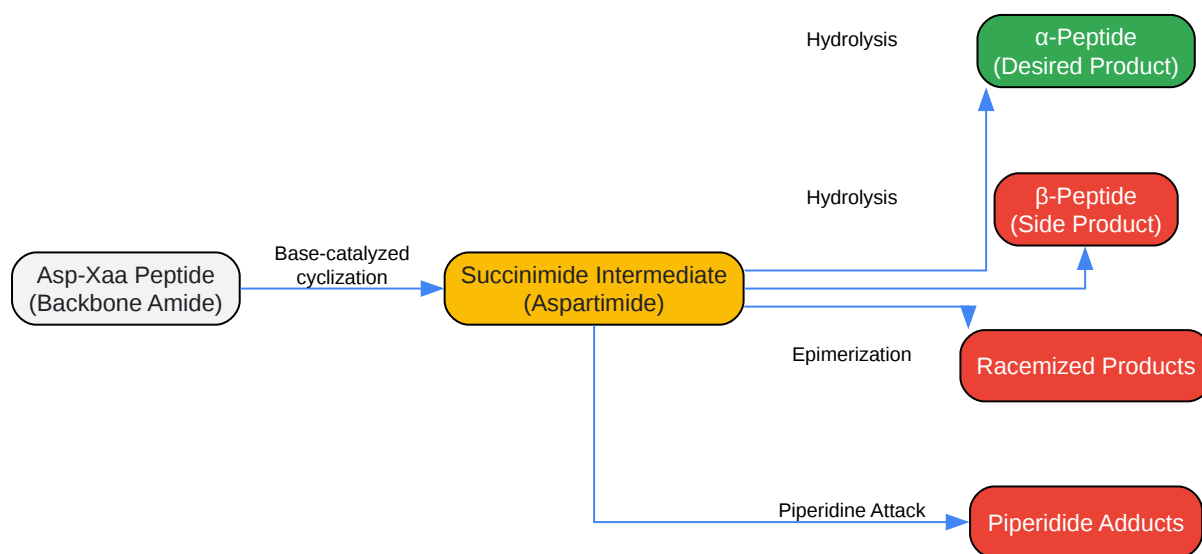 Hydrolysis
α-Peptide
(Desired Product)
Hydrolysis
β-Peptide
(Side Product)
Asp-Xaa Peptide
(Backbone Amide)
Base-catalyzed
cyclization
Succinimide Intermediate
(Aspartimide)
Epimerization
Racemized Products
Piperidine Attack
Piperidide Adducts